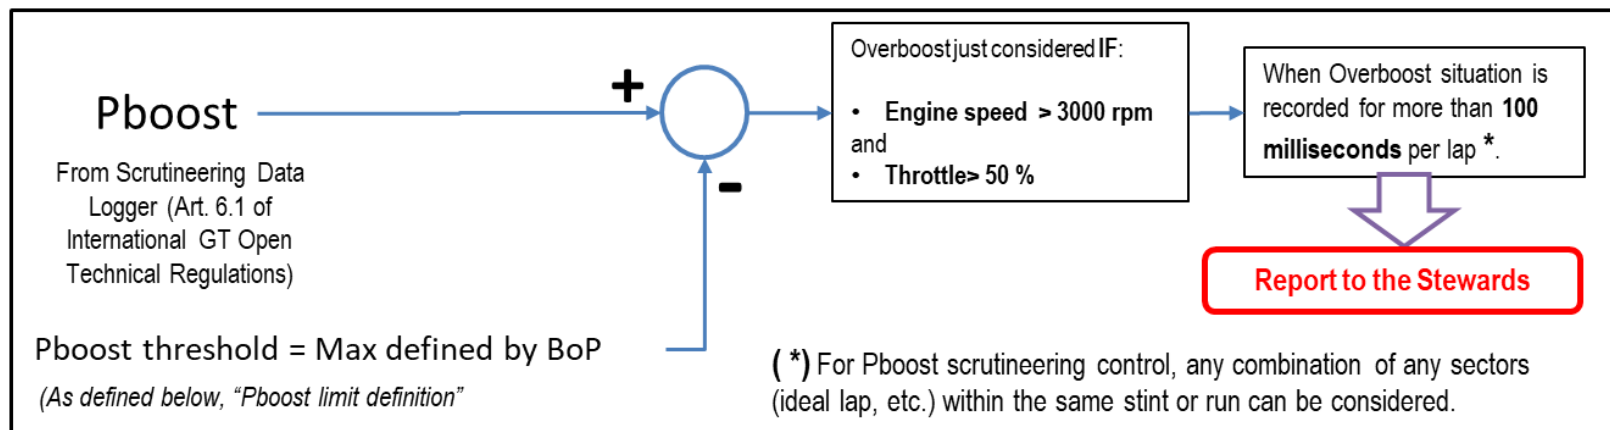 Pboost
From Scrutineering Data
Logger (Art. 6.1 of
International GT Open
Technical Regulations)
+
-
Pboost threshold = Max defined by BoP
(As defined below, “Pboost limit definition”
Overboost just considered IF:
• Engine speed > 3000 rpm
and
• Throttle> 50 %
When Overboost situation is
recorded for more than 100
milliseconds per lap *.
Report to the Stewards
( *) For Pboost scrutineering control, any combination of any sectors
(ideal lap, etc.) within the same stint or run can be considered.